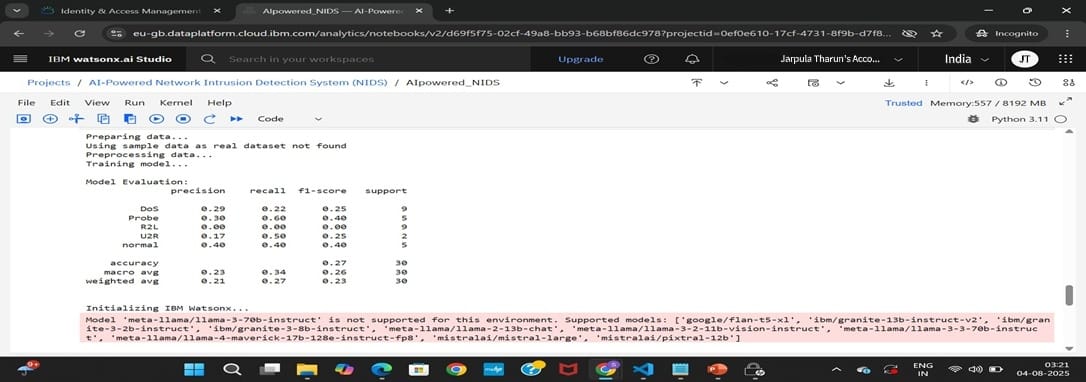 Identity & Access Management
AIpowered_NIDS — AI-Powere
eu-gb.dataplatform.cloud.ibm.com/analytics/notebooks/v2/d69f5f75-02cf-49a8-bb93-b68bf86dc978?projectid=0ef0e610-17cf-4731-8f9b-d7f8...
Incognito
IBM watsonx.ai Studio
Search in your workspaces
Upgrade
Jarpula Tharun's Acco...
India
JT
Projects / AI-Powered Network Intrusion Detection System (NIDS) / AIpowered_NIDS
File Edit View Run Kernel Help
Trusted Memory:557 / 8192 MB
Code
Python 3.11
Preparing data...
Using sample data as real dataset not found
Preprocessing data...
Training model...
Model Evaluation:
precision recall f1-score support
DoS 0.29 0.22 0.25 9
Probe 0.30 0.60 0.40 5
R2L 0.00 0.00 0.00 9
U2R 0.17 0.50 0.25 2
normal 0.40 0.40 0.40 5
accuracy 0.27 30
macro avg 0.23 0.34 0.26 30
weighted avg 0.21 0.27 0.23 30
Initializing IBM Watsonx...
Model 'meta-llama/llama-3-70b-instruct' is not supported for this environment. Supported models: ['google/flan-t5-xl', 'ibm/granite-13b-instruct-v2', 'ibm/gran
ite-3-2b-instruct', 'ibm/granite-3-8b-instruct', 'meta-llama/llama-2-13b-chat', 'meta-llama/llama-3-2-11b-vision-instruct', 'meta-llama/llama-3-3-70b-instruc
t', 'meta-llama/llama-4-maverick-17b-128e-instruct-fp8', 'mistralai/mistral-large', 'mistralai/pixtral-12b']
ENG
IN
03:21
04-08-2025